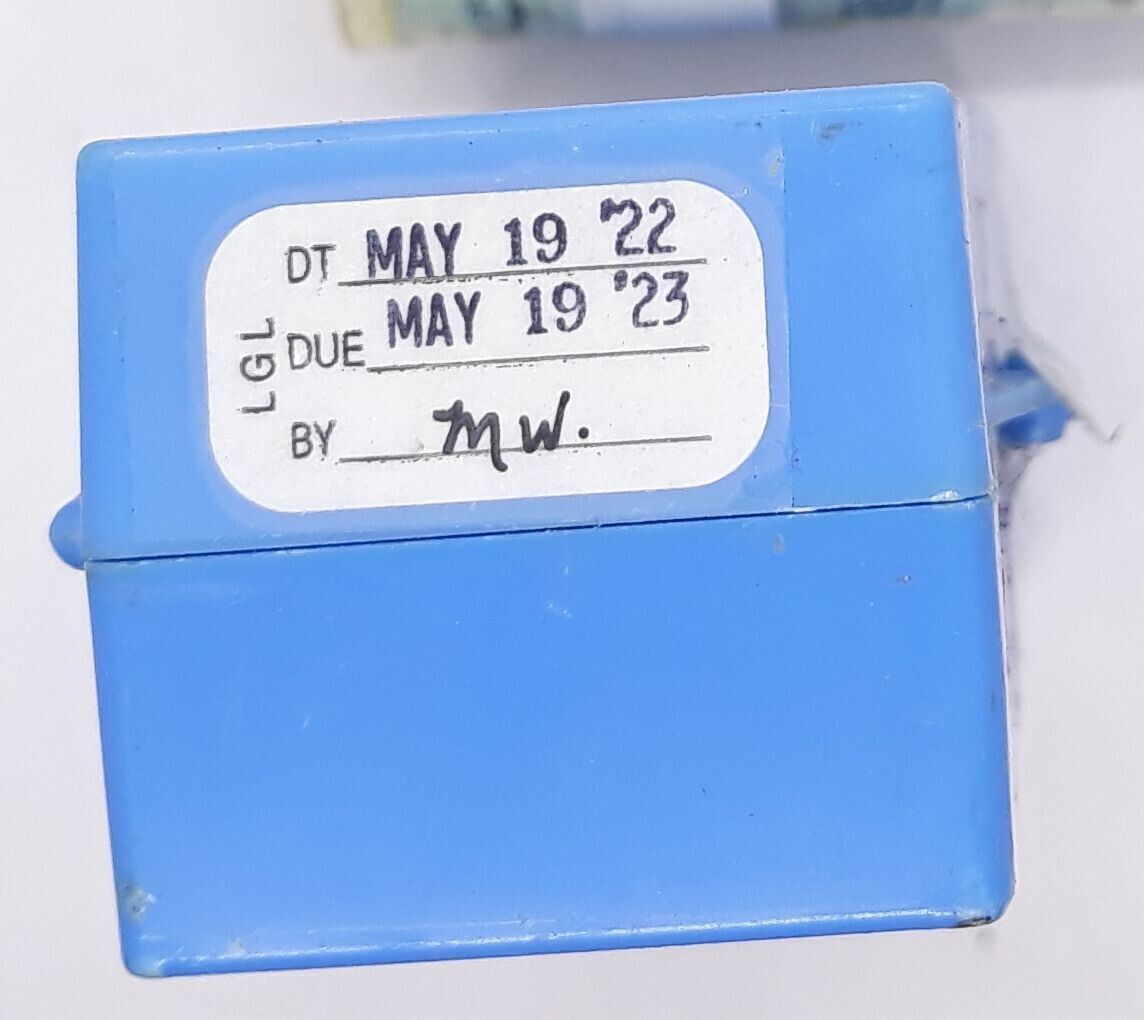 LGL
DT MAY 19 '22
DUE MAY 19 '23
BY MW.